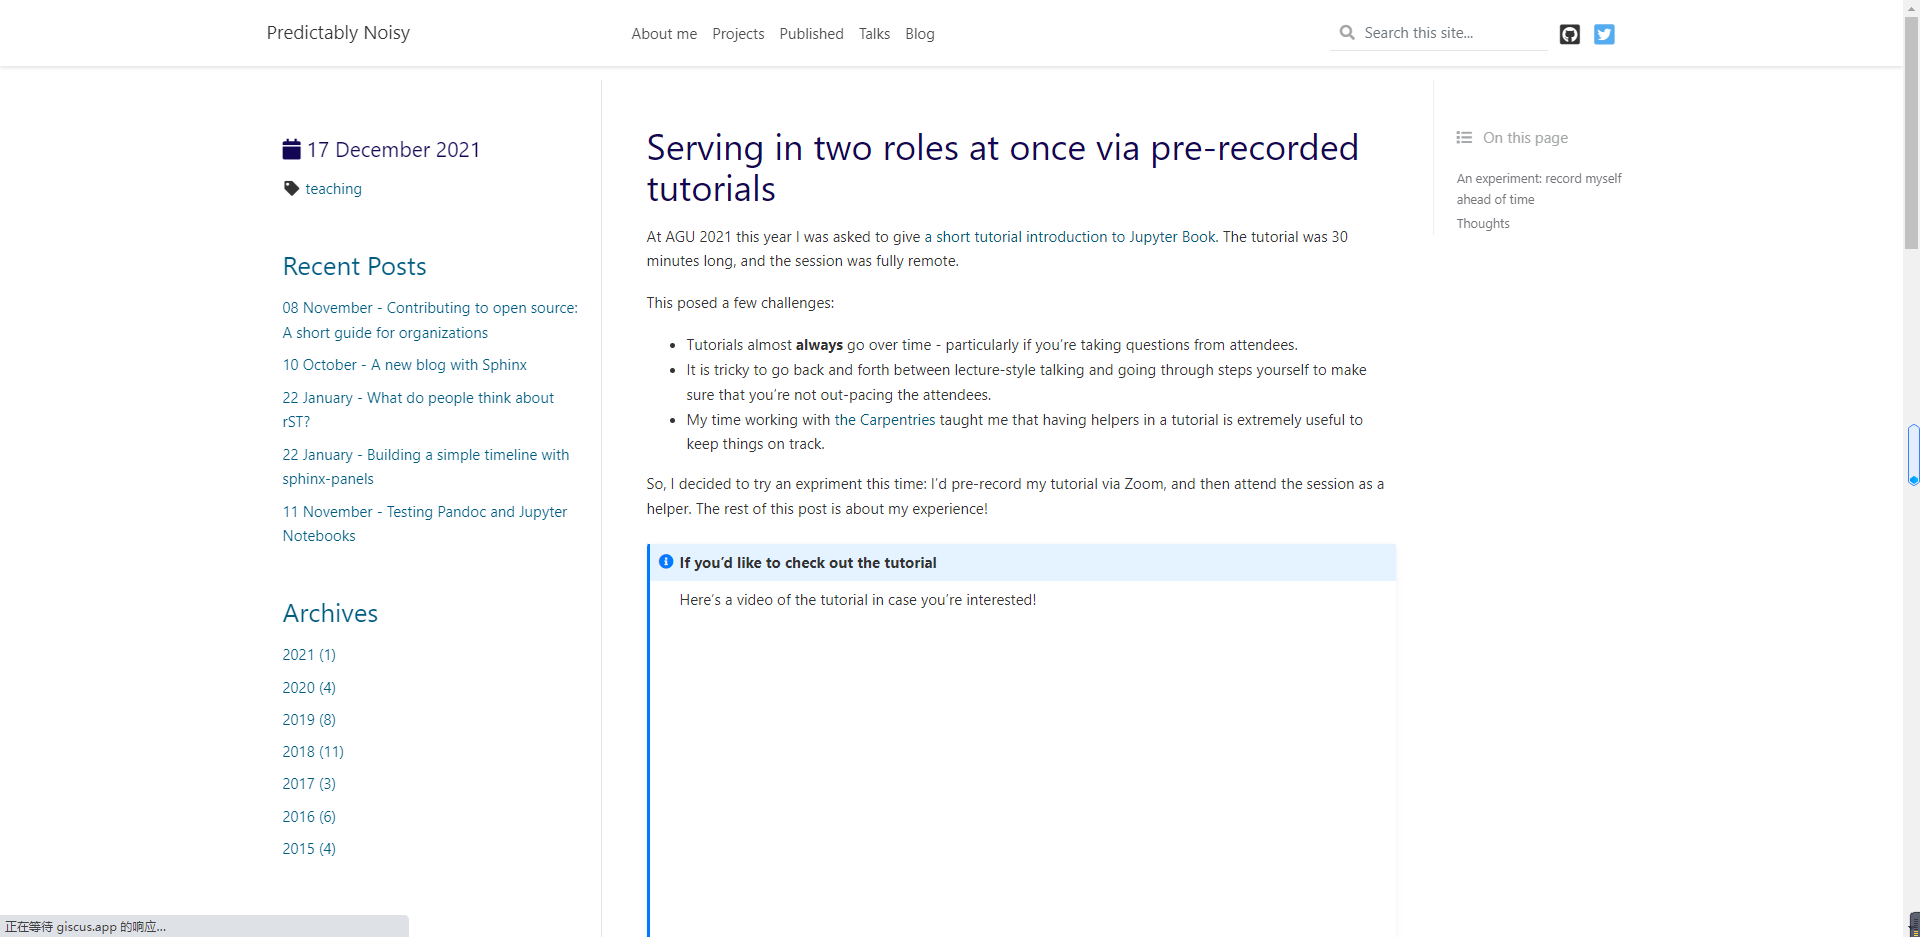 Predictably Noisy
About me Projects Published Talks Blog
Search this site...
17 December 2021
teaching
Recent Posts
08 November - Contributing to open source:
A short guide for organizations
10 October - A new blog with Sphinx
22 January - What do people think about
rST?
22 January - Building a simple timeline with
sphinx-panels
11 November - Testing Pandoc and Jupyter
Notebooks
Archives
2021 (1)
2020 (4)
2019 (8)
2018 (11)
2017 (3)
2016 (6)
2015 (4)
Serving in two roles at once via pre-recorded
tutorials
At AGU 2021 this year I was asked to give a short tutorial introduction to Jupyter Book. The tutorial was 30
minutes long, and the session was fully remote.
This posed a few challenges:
• Tutorials almost always go over time - particularly if you’re taking questions from attendees.
• It is tricky to go back and forth between lecture-style talking and going through steps yourself to make
sure that you’re not out-pacing the attendees.
• My time working with the Carpentries taught me that having helpers in a tutorial is extremely useful to
keep things on track.
So, I decided to try an expriment this time: I’d pre-record my tutorial via Zoom, and then attend the session as a
helper. The rest of this post is about my experience!
If you’d like to check out the tutorial
Here’s a video of the tutorial in case you’re interested!
On this page
An experiment: record myself
ahead of time
Thoughts
正在等待 giscus.app 的响应...